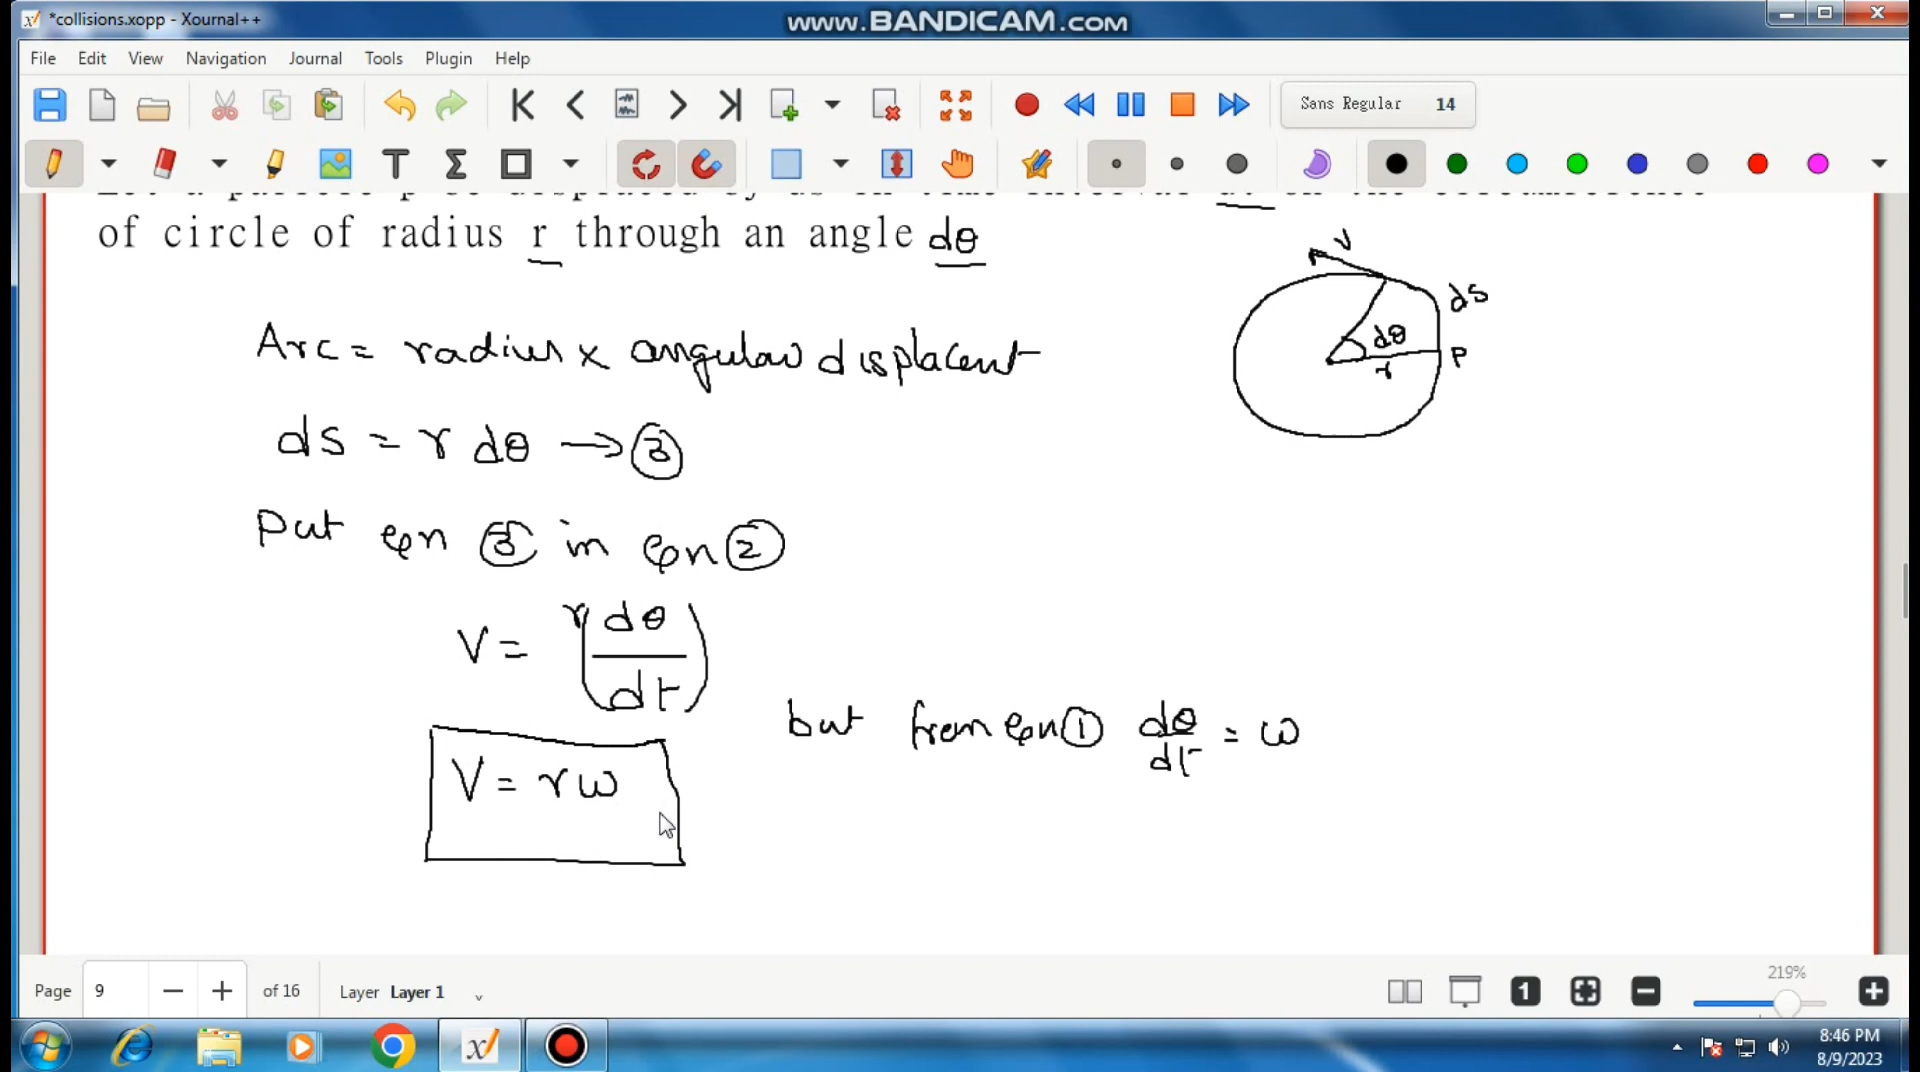 *collisions.xopp - Xournal++
www.BANDICAM.com
File Edit View Navigation Journal Tools Plugin Help
Sans Regular 14
of circle of radius r through an angle dθ
V
ds
dθ
r
P
Arc = radius x angular displacent
ds = r dθ → ③
Put eqn ③ in eqn ②
V = r(dθ/dt)
but from eqn ① dθ/dt = ω
V = rω
219%
Page 9 of 16 Layer Layer 1
8:46 PM
8/9/2023